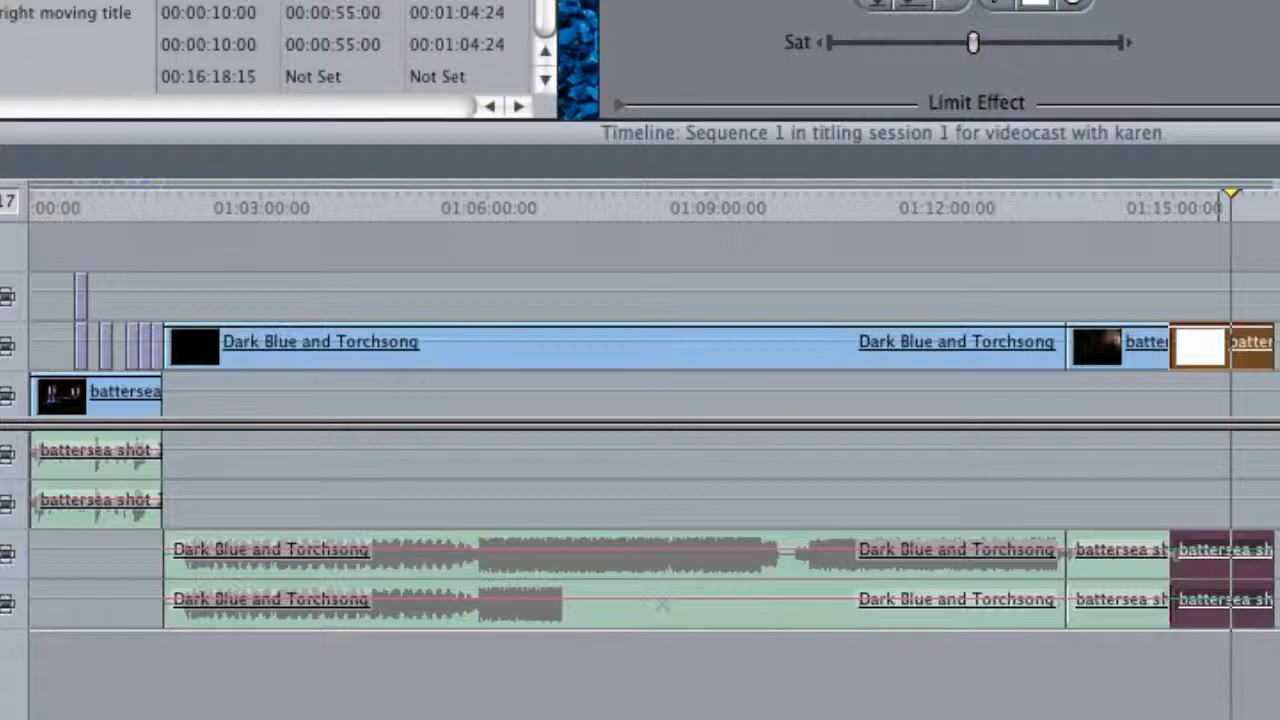 right moving title 00:00:10:00 00:00:55:00 00:01:04:24
00:00:10:00 00:00:55:00 00:01:04:24
00:16:18:15 Not Set Not Set
Sat
Limit Effect
Timeline: Sequence 1 in titling session 1 for videocast with karen
17 :00:00 01:03:00:00 01:06:00:00 01:09:00:00 01:12:00:00 01:15:00:00
Dark Blue and Torchsong Dark Blue and Torchsong batter batter
battersea
battersea shot
battersea shot
Dark Blue and Torchsong Dark Blue and Torchsong battersea sh battersea sh
Dark Blue and Torchsong Dark Blue and Torchsong battersea sh battersea sh